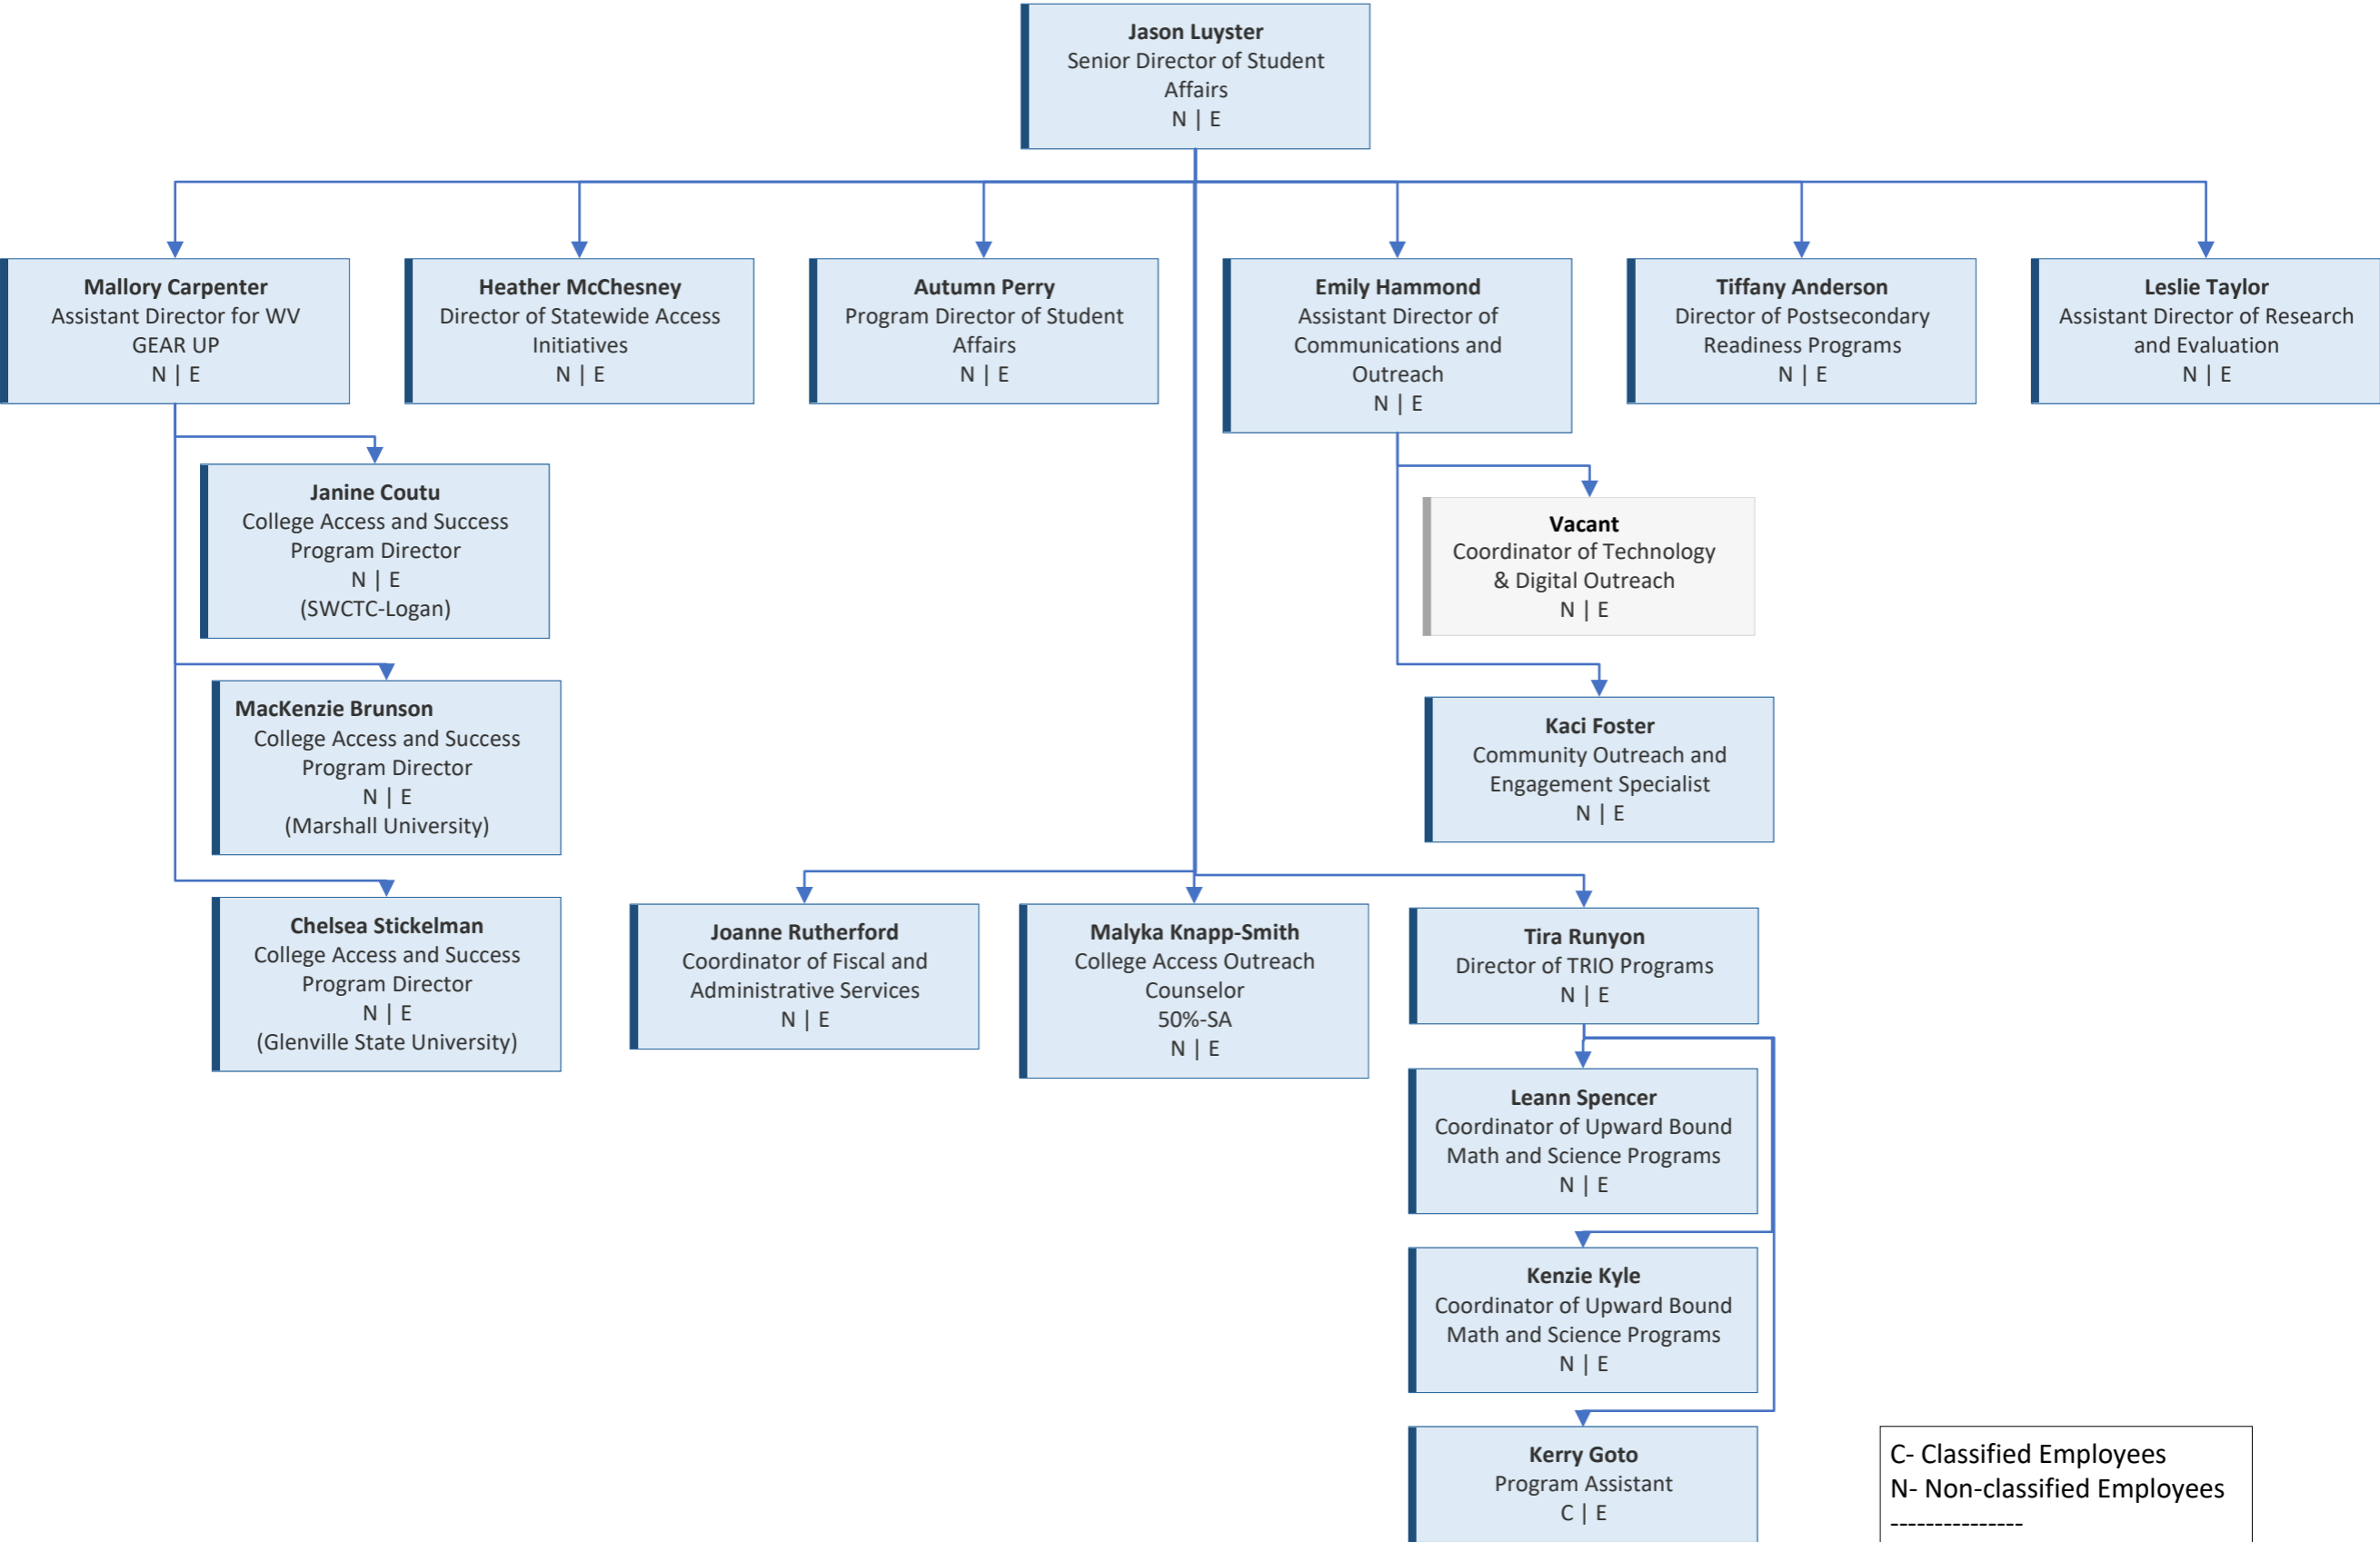 Jason Luyster
Senior Director of Student
Affairs
N | E
Mallory Carpenter
Assistant Director for WV
GEAR UP
N | E
Heather McChesney
Director of Statewide Access
Initiatives
N | E
Autumn Perry
Program Director of Student
Affairs
N | E
Emily Hammond
Assistant Director of
Communications and
Outreach
N | E
Tiffany Anderson
Director of Postsecondary
Readiness Programs
N | E
Leslie Taylor
Assistant Director of Research
and Evaluation
N | E
Janine Coutu
College Access and Success
Program Director
N | E
(SWCTC-Logan)
Vacant
Coordinator of Technology
& Digital Outreach
N | E
MacKenzie Brunson
College Access and Success
Program Director
N | E
(Marshall University)
Kaci Foster
Community Outreach and
Engagement Specialist
N | E
Chelsea Stickelman
College Access and Success
Program Director
N | E
(Glenville State University)
Joanne Rutherford
Coordinator of Fiscal and
Administrative Services
N | E
Malyka Knapp-Smith
College Access Outreach
Counselor
50%-SA
N | E
Tira Runyon
Director of TRIO Programs
N | E
Leann Spencer
Coordinator of Upward Bound
Math and Science Programs
N | E
Kenzie Kyle
Coordinator of Upward Bound
Math and Science Programs
N | E
Kerry Goto
Program Assistant
C | E
C- Classified Employees
N- Non-classified Employees
---------------